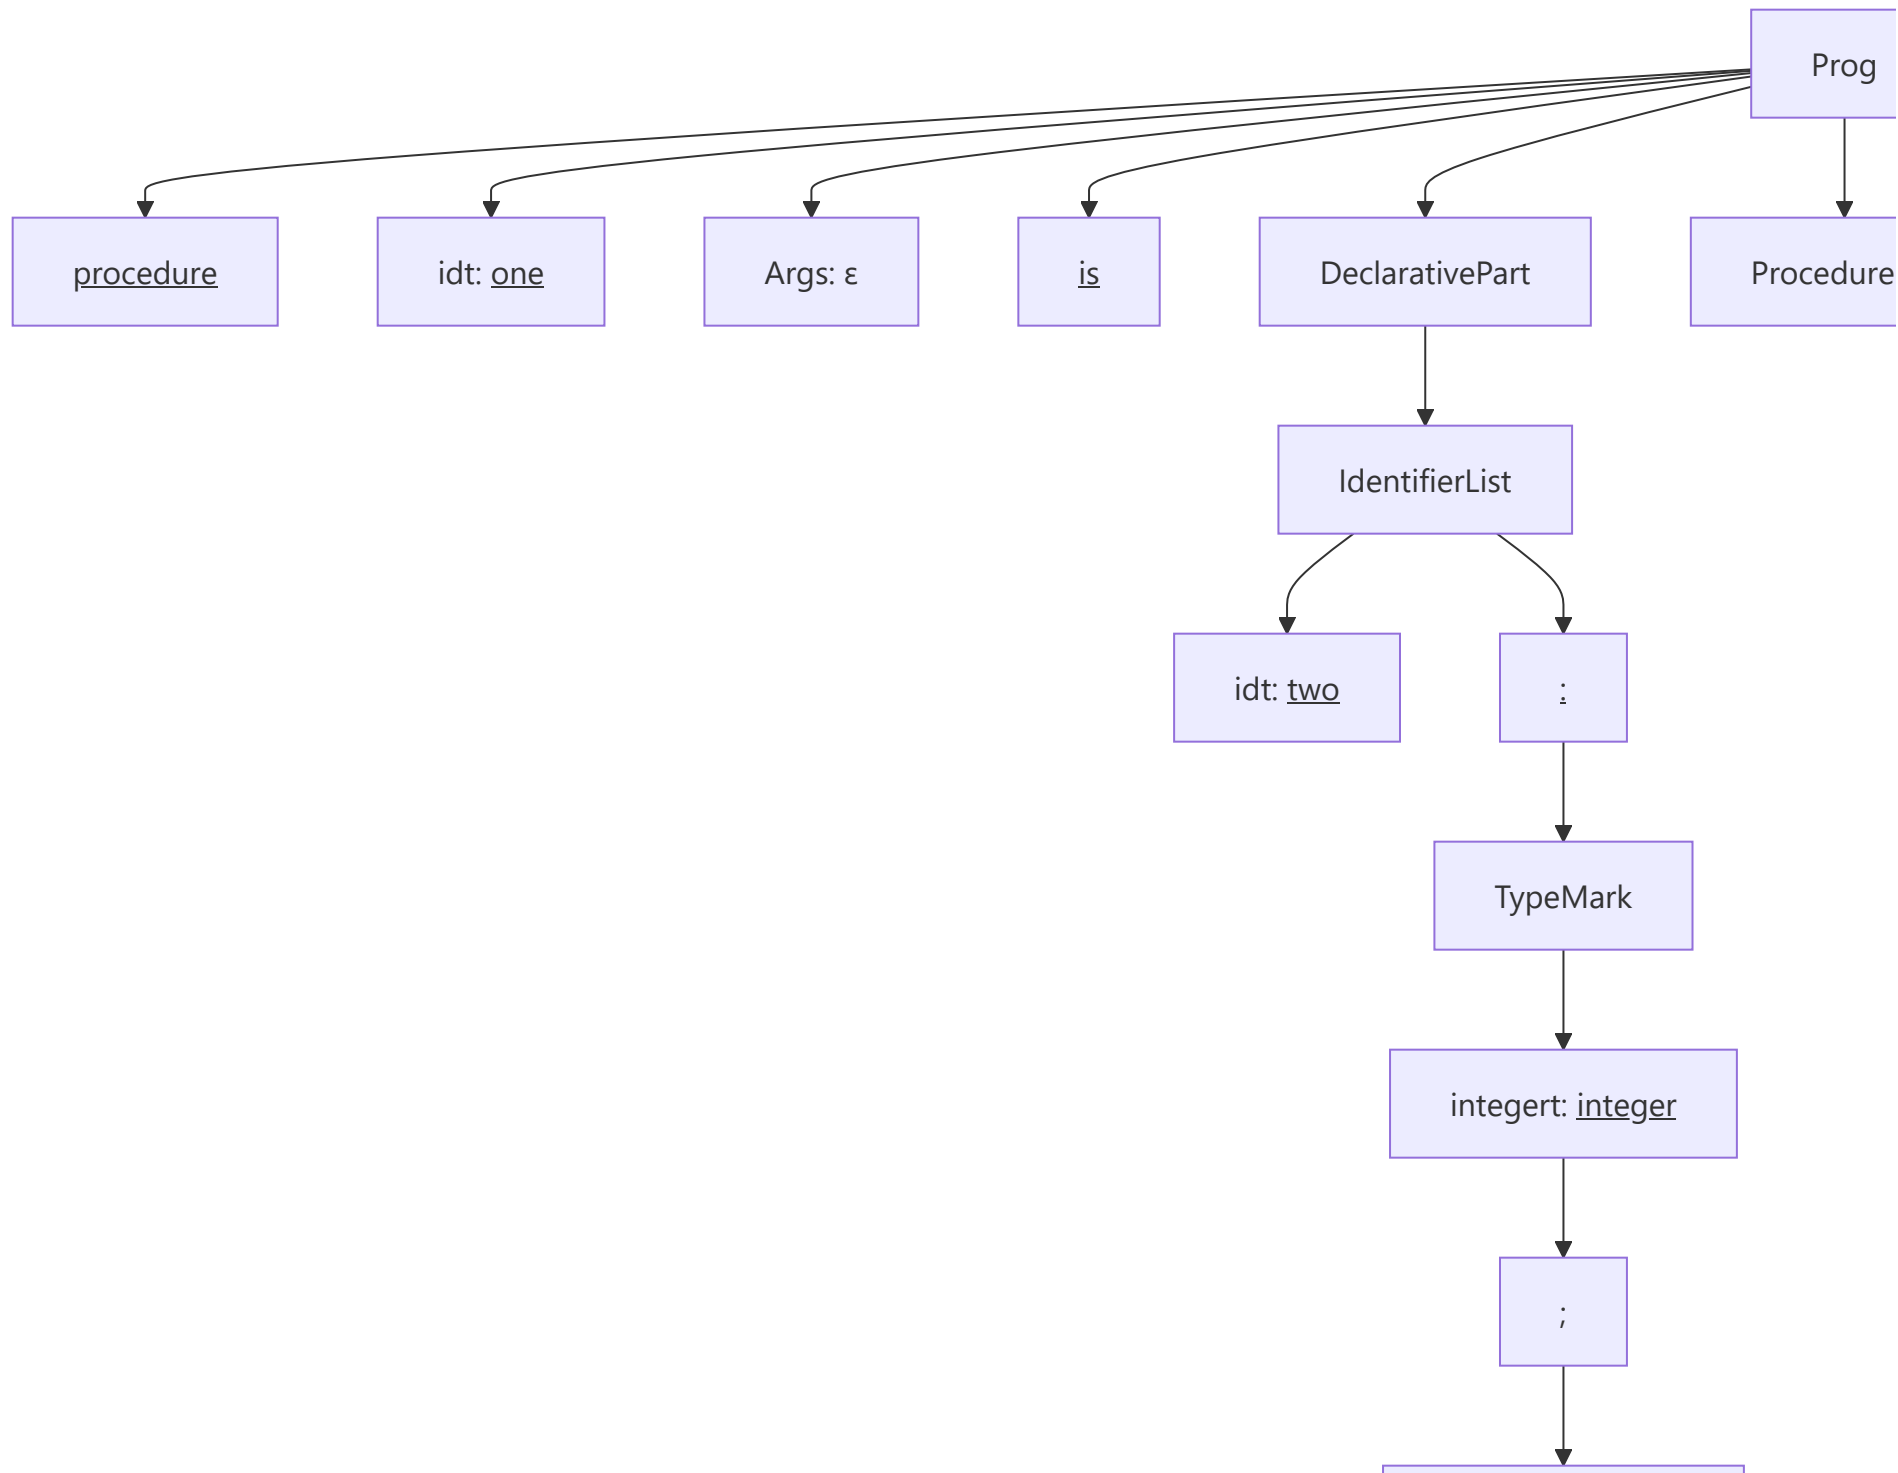 Prog
procedure
idt: one
Args: ε
is
DeclarativePart
Procedure
IdentifierList
idt: two
:
TypeMark
integert: integer
;